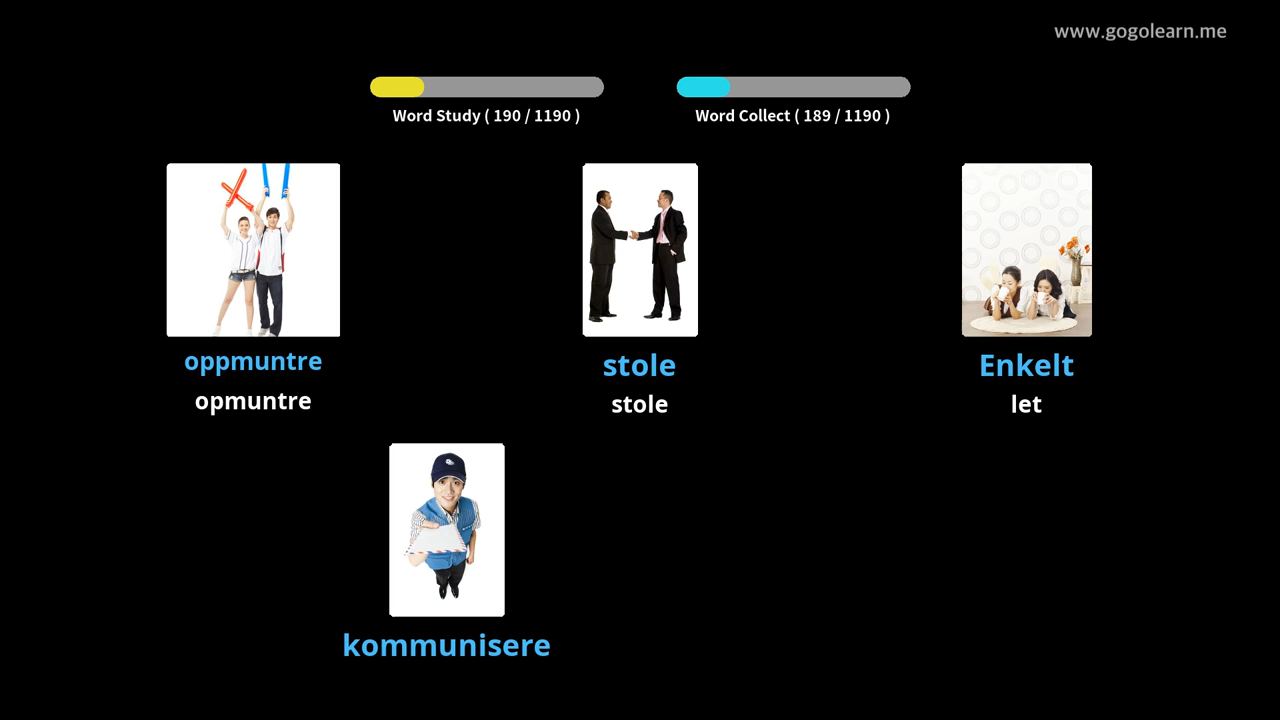 www.gogolearn.me
Word Study ( 190 / 1190 )
Word Collect ( 189 / 1190 )
oppmuntre
opmuntre
stole
stole
Enkelt
let
kommunisere